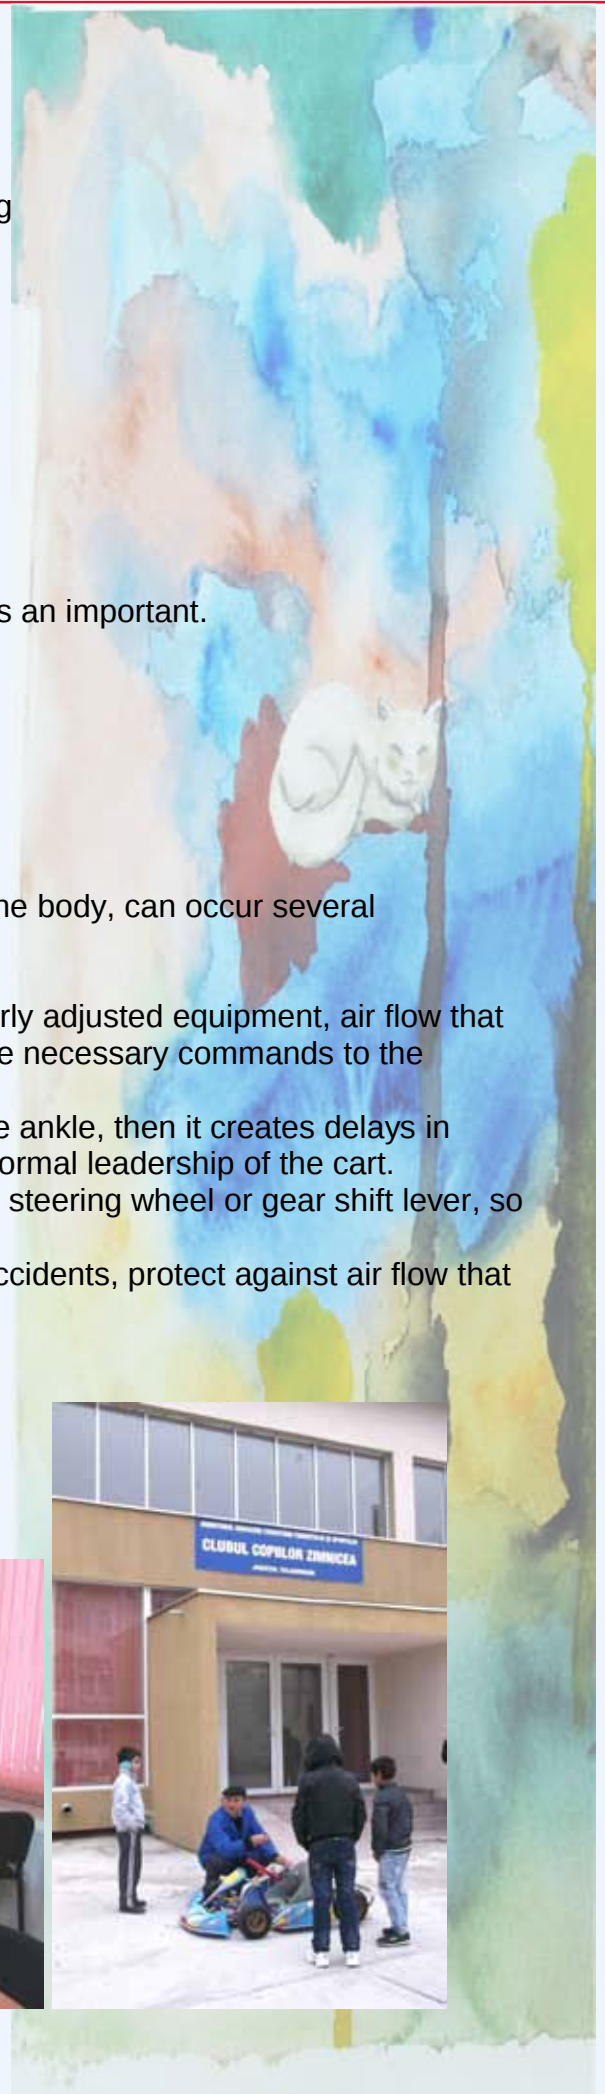 g
s an important.
ne body, can occur several
rly adjusted equipment, air flow that
e necessary commands to the
e ankle, then it creates delays in
ormal leadership of the cart.
steering wheel or gear shift lever, so
ccidents, protect against air flow that
CLUBUL COPIILOR ZIMNICEA